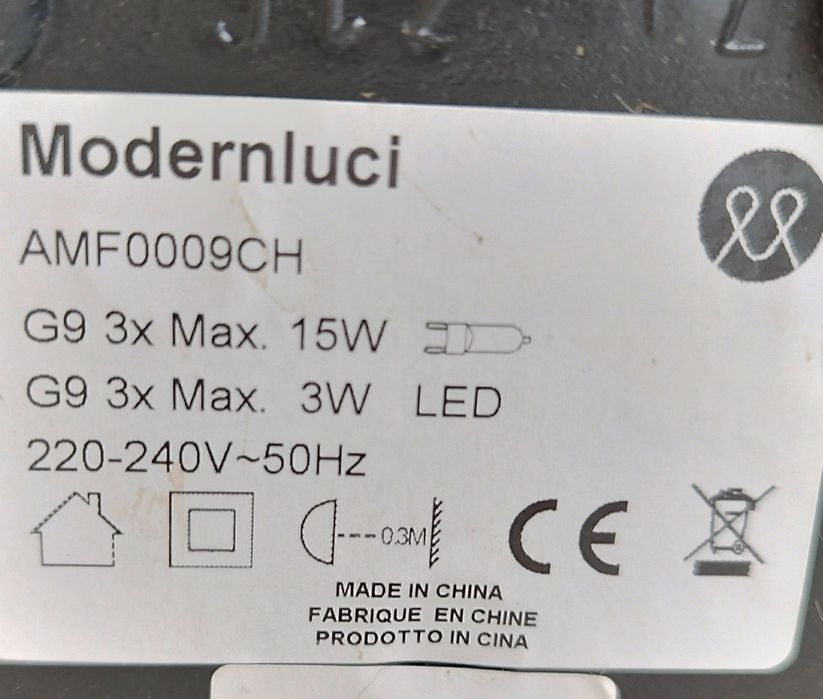 Modernluci
AMF0009CH
G9 3x Max. 15W
G9 3x Max. 3W LED
220-240V~50Hz
0.3M
CE
MADE IN CHINA
FABRIQUE EN CHINE
PRODOTTO IN CINA